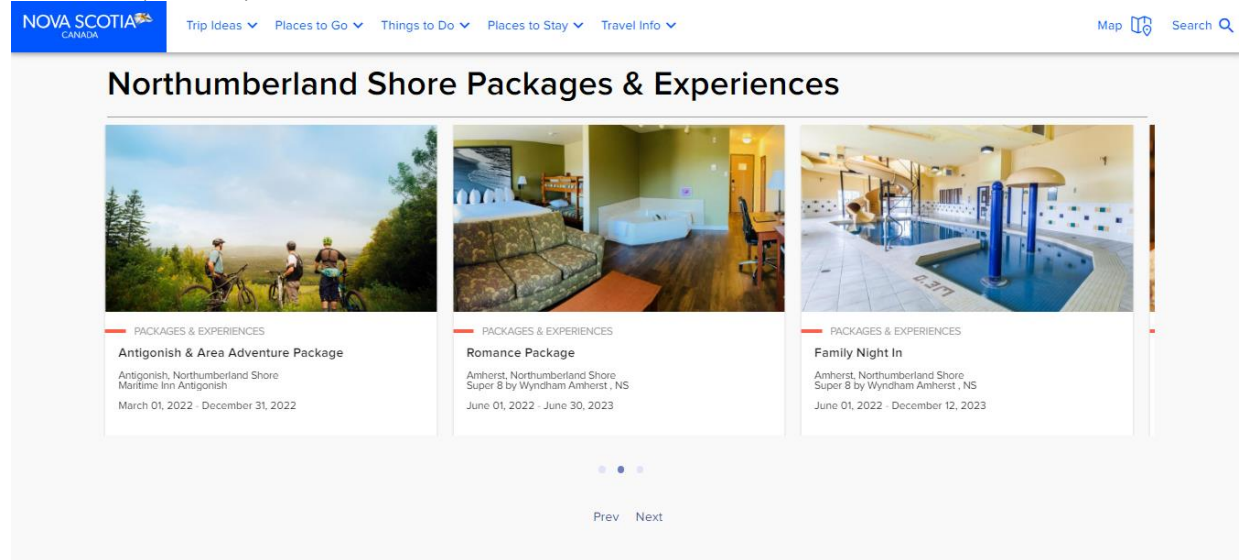 NOVA SCOTIA
CANADA
Trip Ideas Places to Go Things to Do Places to Stay Travel Info Map Search
Northumberland Shore Packages & Experiences
PACKAGES & EXPERIENCES
Antigonish & Area Adventure Package
Antigonish, Northumberland Shore
Maritime Inn Antigonish
March 01, 2022 - December 31, 2022
PACKAGES & EXPERIENCES
Romance Package
Amherst, Northumberland Shore
Super 8 by Wyndham Amherst , NS
June 01, 2022 - June 30, 2023
PACKAGES & EXPERIENCES
Family Night In
Amherst, Northumberland Shore
Super 8 by Wyndham Amherst , NS
June 01, 2022 - December 12, 2023
Prev Next